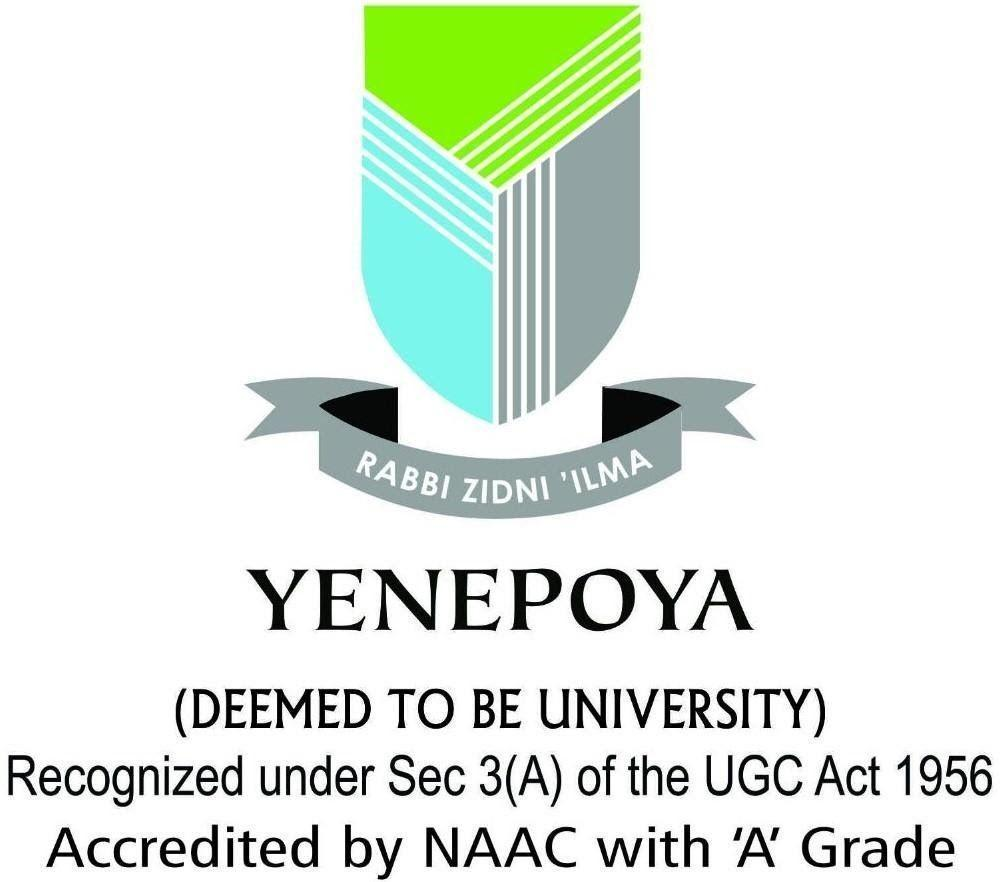 RABBI ZIDNI 'ILMA
YENEPOYA
(DEEMED TO BE UNIVERSITY)
Recognized under Sec 3(A) of the UGC Act 1956
Accredited by NAAC with ‘A’ Grade